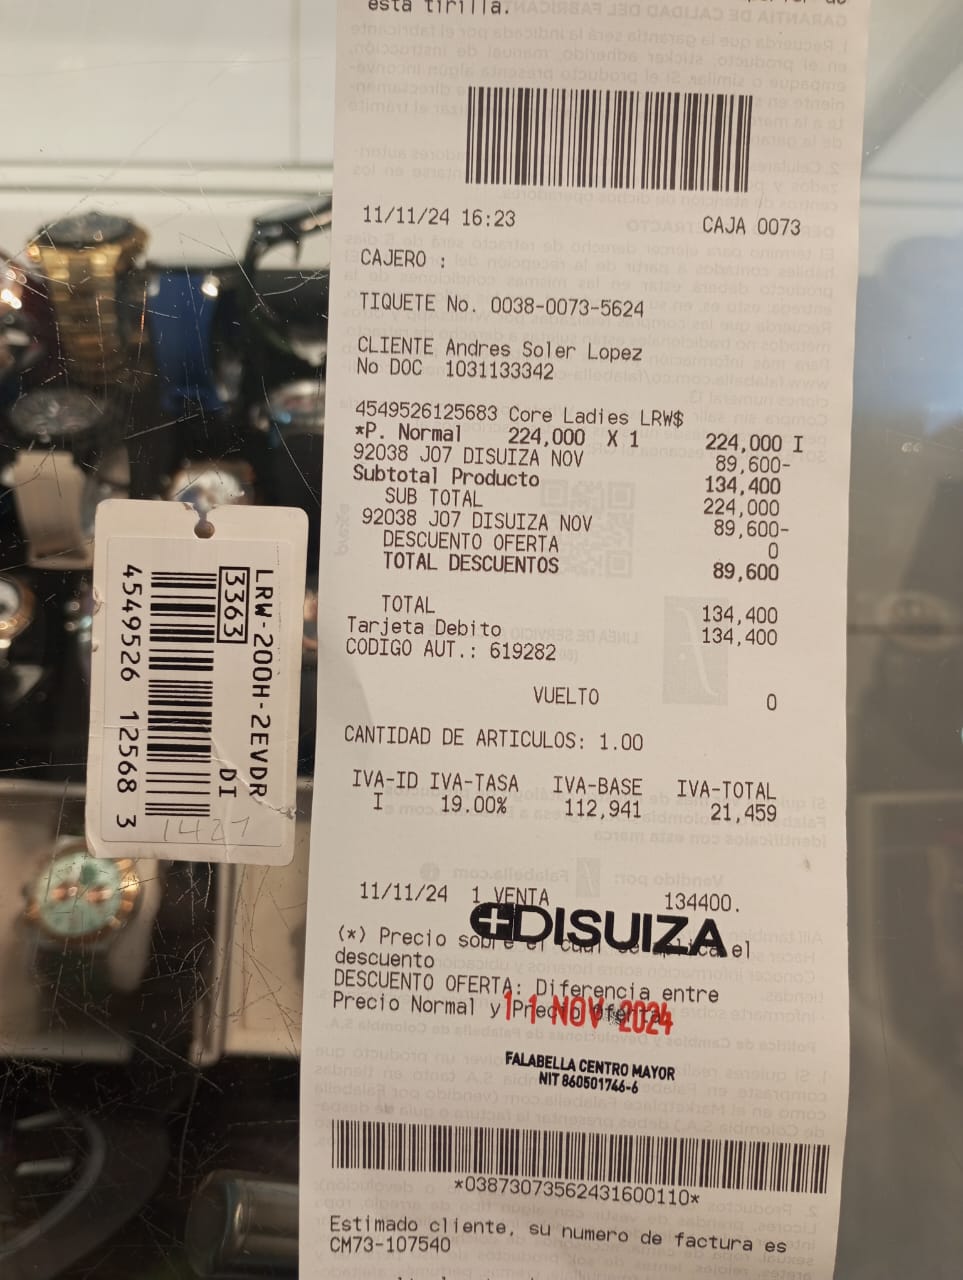 esta tirilla.
11/11/24 16:23 CAJA 0073
CAJERO :
TIQUETE No. 0038-0073-5624
CLIENTE Andres Soler Lopez
No DOC 1031133342
4549526125683 Core Ladies LRW$
*P. Normal 224,000 X 1 224,000 I
92038 J07 DISUIZA NOV 89,600-
Subtotal Producto 134,400
SUB TOTAL 224,000
92038 J07 DISUIZA NOV 89,600-
DESCUENTO OFERTA 0
TOTAL DESCUENTOS 89,600
TOTAL 134,400
Tarjeta Debito 134,400
CODIGO AUT.: 619282
VUELTO 0
CANTIDAD DE ARTICULOS: 1.00
IVA-ID IVA-TASA IVA-BASE IVA-TOTAL
I 19.00% 112,941 21,459
11/11/24 1 VENTA 134400.
DISUIZA
(*) Precio sobre el cual se aplica el
descuento
DESCUENTO OFERTA: Diferencia entre
Precio Normal y Precio oferta.
11 NOV 2024
FALABELLA CENTRO MAYOR
NIT 860501746-6
*03873073562431600110*
Estimado cliente, su numero de factura es
CM73-107540
LRW-200H-2EVDR
3363 DI
4549526 12568 3
1427